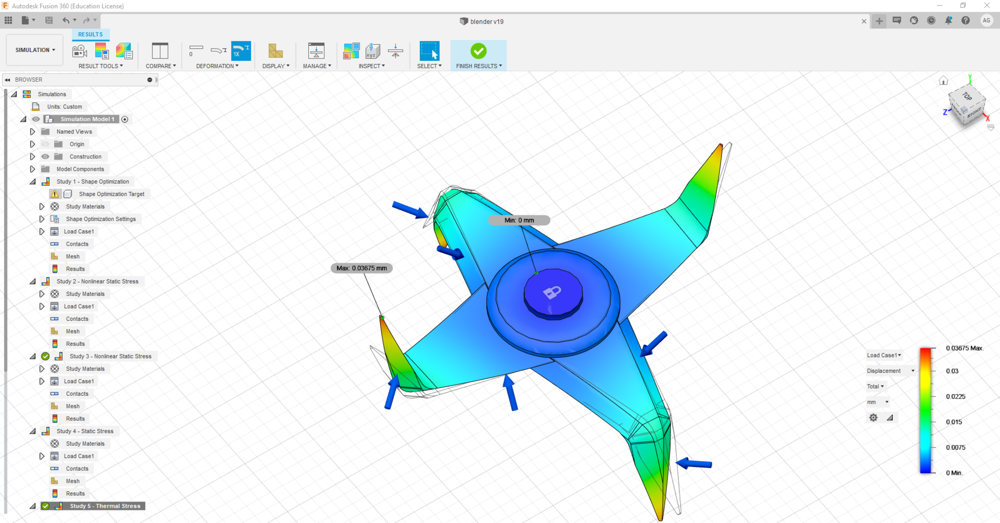 Autodesk Fusion 360 (Education License)
blender v19
AG
RESULTS
SIMULATION
0
1X
xyz
RESULT TOOLS
COMPARE
DEFORMATION
DISPLAY
MANAGE
INSPECT
SELECT
FINISH RESULTS
BROWSER
Simulations
Units: Custom
Simulation Model 1
Named Views
Origin
Construction
Model Components
Study 1 - Shape Optimization
Shape Optimization Target
Study Materials
Shape Optimization Settings
Load Case1
Contacts
Mesh
Results
Study 2 - Nonlinear Static Stress
Study Materials
Load Case1
Contacts
Mesh
Results
Study 3 - Nonlinear Static Stress
Study Materials
Load Case1
Contacts
Mesh
Results
Study 4 - Static Stress
Study Materials
Load Case1
Contacts
Mesh
Results
Study 5 - Thermal Stress
Min: 0 mm
Max: 0.03675 mm
Y
TOP
RIGHT
Z
X
Load Case1
Displacement
Total
mm
0.03675 Max.
0.03
0.0225
0.015
0.0075
0 Min.